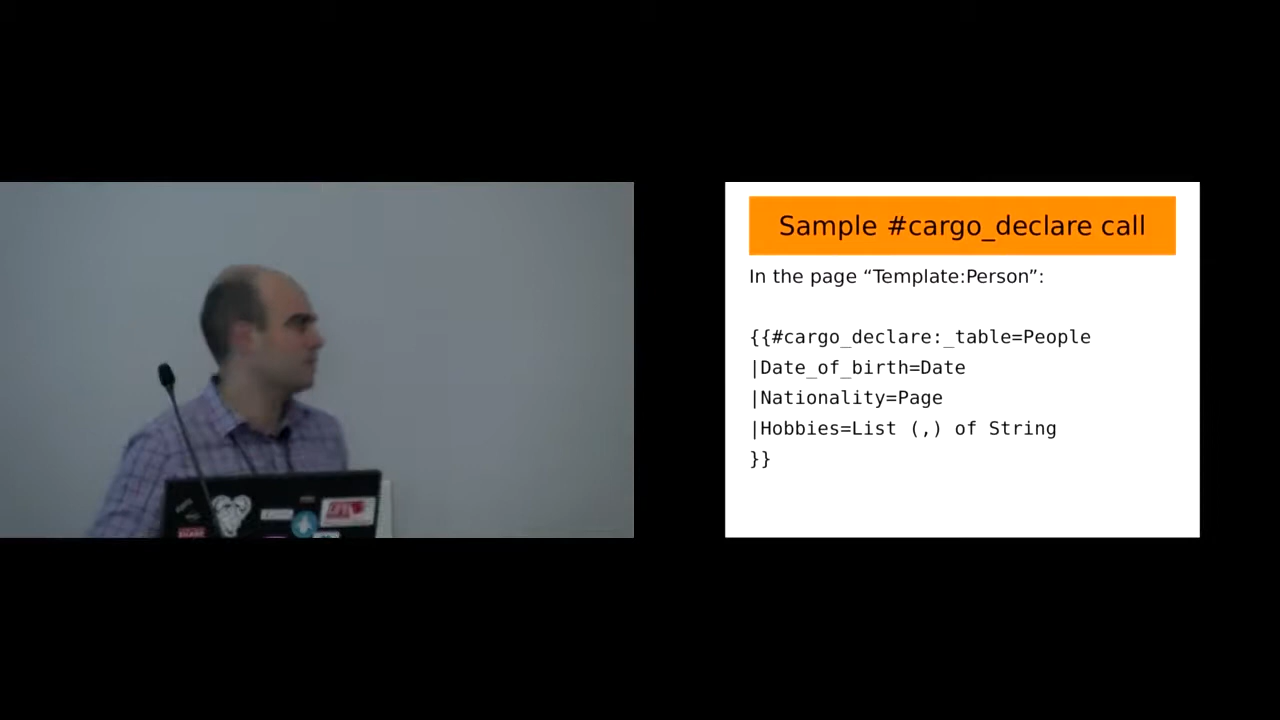 Sample #cargo_declare call
In the page “Template:Person”:
{{#cargo_declare:_table=People
|Date_of_birth=Date
|Nationality=Page
|Hobbies=List (,) of String
}}